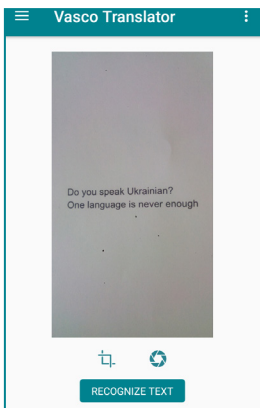 Vasco Translator
Do you speak Ukrainian?
One language is never enough
RECOGNIZE TEXT